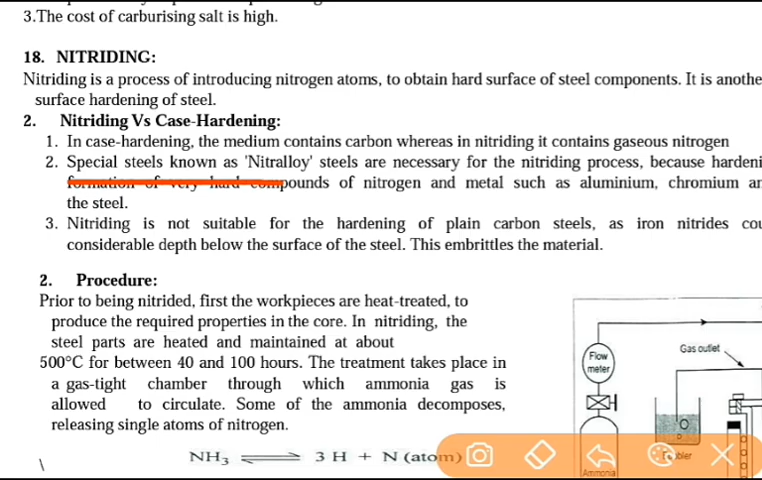 3.The cost of carburising salt is high.
18. NITRIDING:
Nitriding is a process of introducing nitrogen atoms, to obtain hard surface of steel components. It is anothe
surface hardening of steel.
2. Nitriding Vs Case-Hardening:
1. In case-hardening, the medium contains carbon whereas in nitriding it contains gaseous nitrogen
2. Special steels known as 'Nitralloy' steels are necessary for the nitriding process, because hardeni
formation of very hard compounds of nitrogen and metal such as aluminium, chromium an
the steel.
3. Nitriding is not suitable for the hardening of plain carbon steels, as iron nitrides cou
considerable depth below the surface of the steel. This embrittles the material.
2. Procedure:
Prior to being nitrided, first the workpieces are heat-treated, to
produce the required properties in the core. In nitriding, the
steel parts are heated and maintained at about
500°C for between 40 and 100 hours. The treatment takes place in
a gas-tight chamber through which ammonia gas is
allowed to circulate. Some of the ammonia decomposes,
releasing single atoms of nitrogen.
\
NH3 ⇌ 3 H + N (atom)
Flow
meter
Gas outlet
Ammonia